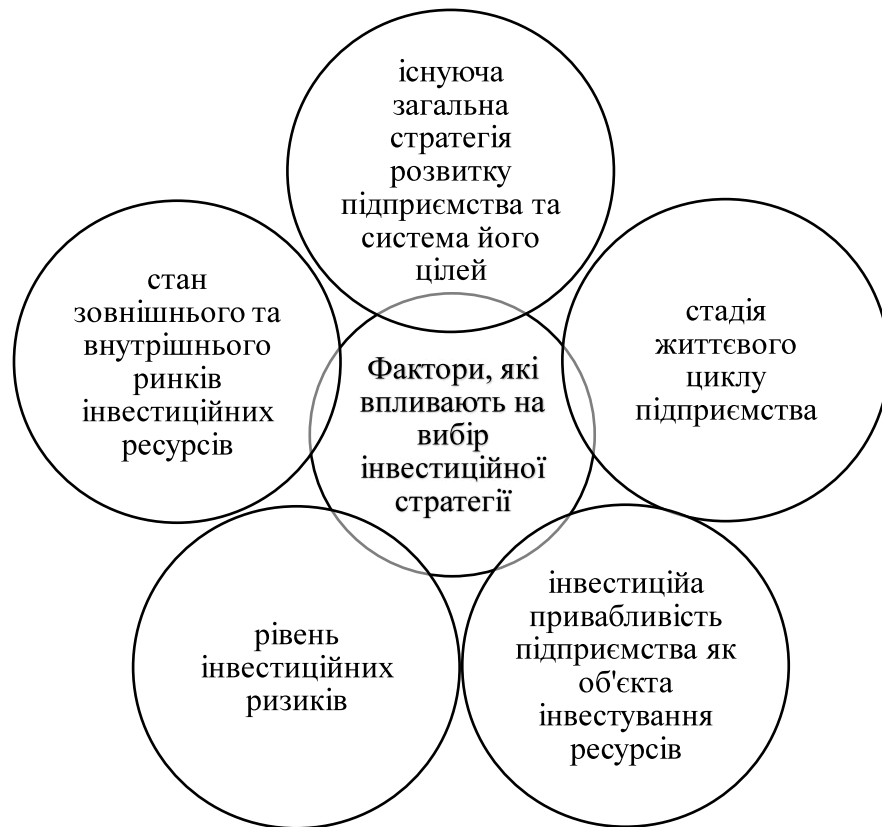 існуюча
загальна
стратегія
розвитку
підприємства та
система його
цілей
стан
зовнішнього та
внутрішнього
ринків
інвестиційних
ресурсів
Фактори, які
впливають на
вибір
інвестиційної
стратегії
стадія
життєвого
циклу
підприємства
рівень
інвестиційних
ризиків
інвестиційа
привабливість
підприємства як
об'єкта
інвестування
ресурсів